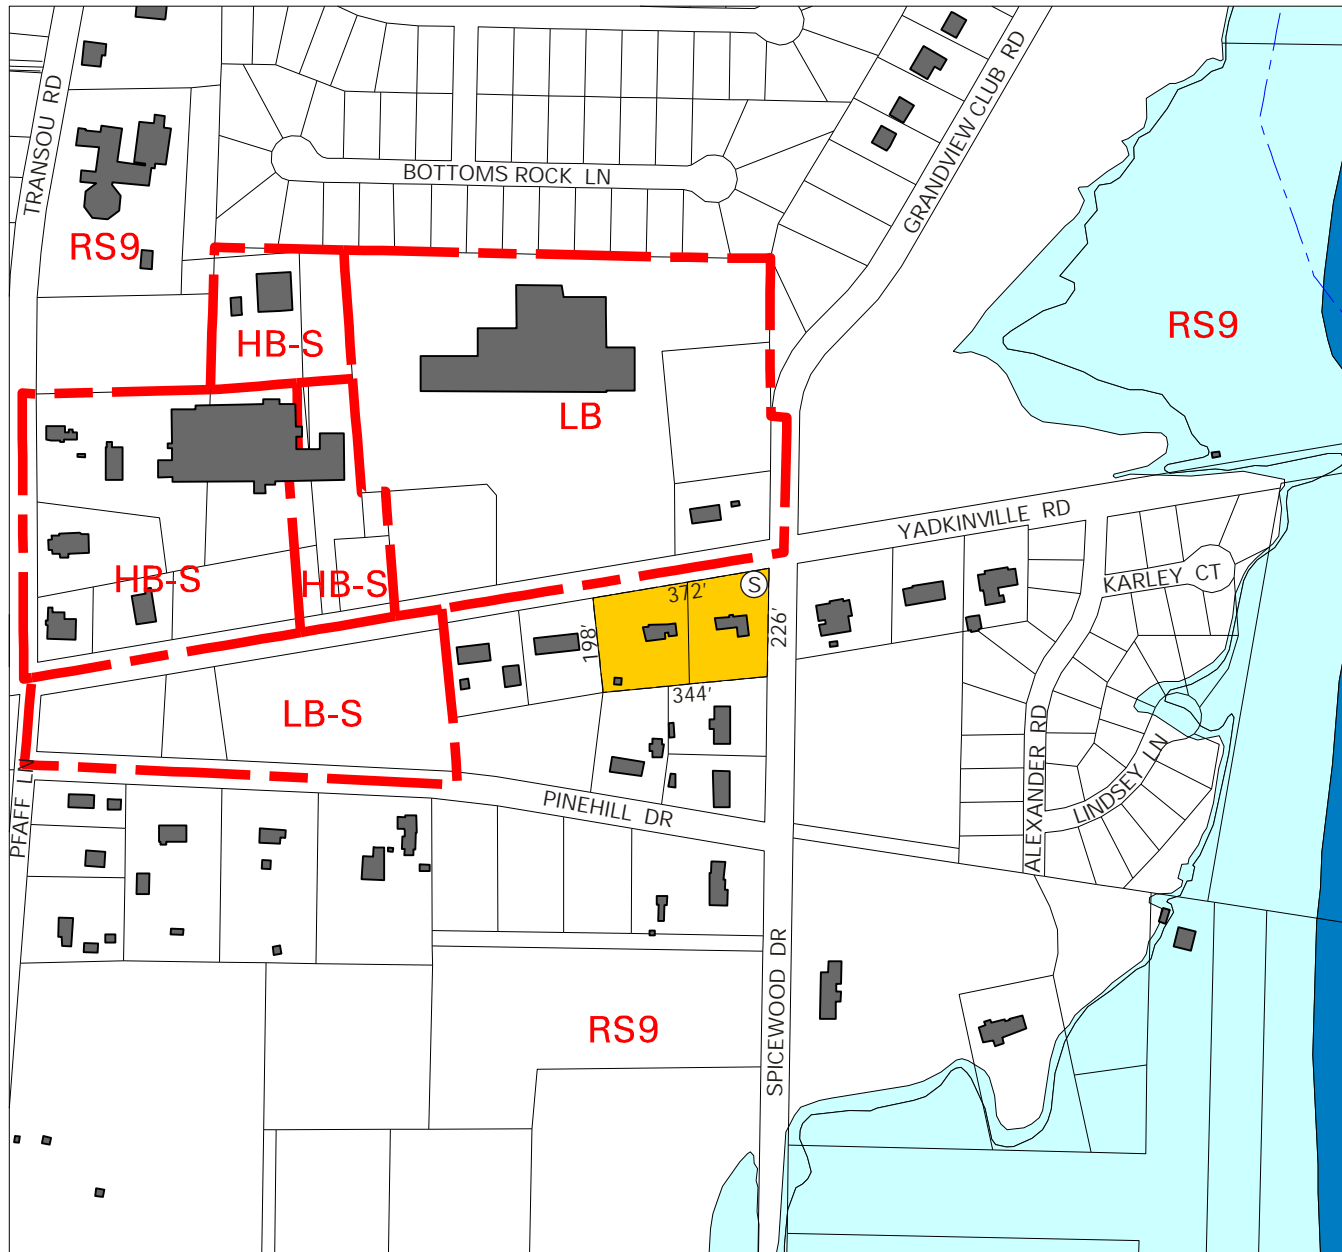 TRANSOU RD
BOTTOMS ROCK LN
GRANDVIEW CLUB RD
RS9
HB-S
RS9
LB
YADKINVILLE RD
HB-S
HB-S
KARLEY CT
S
372'
198'
226'
344'
LB-S
PFAFF LN
PINEHILL DR
ALEXANDER RD
LINDSEY LN
SPICEWOOD DR
RS9